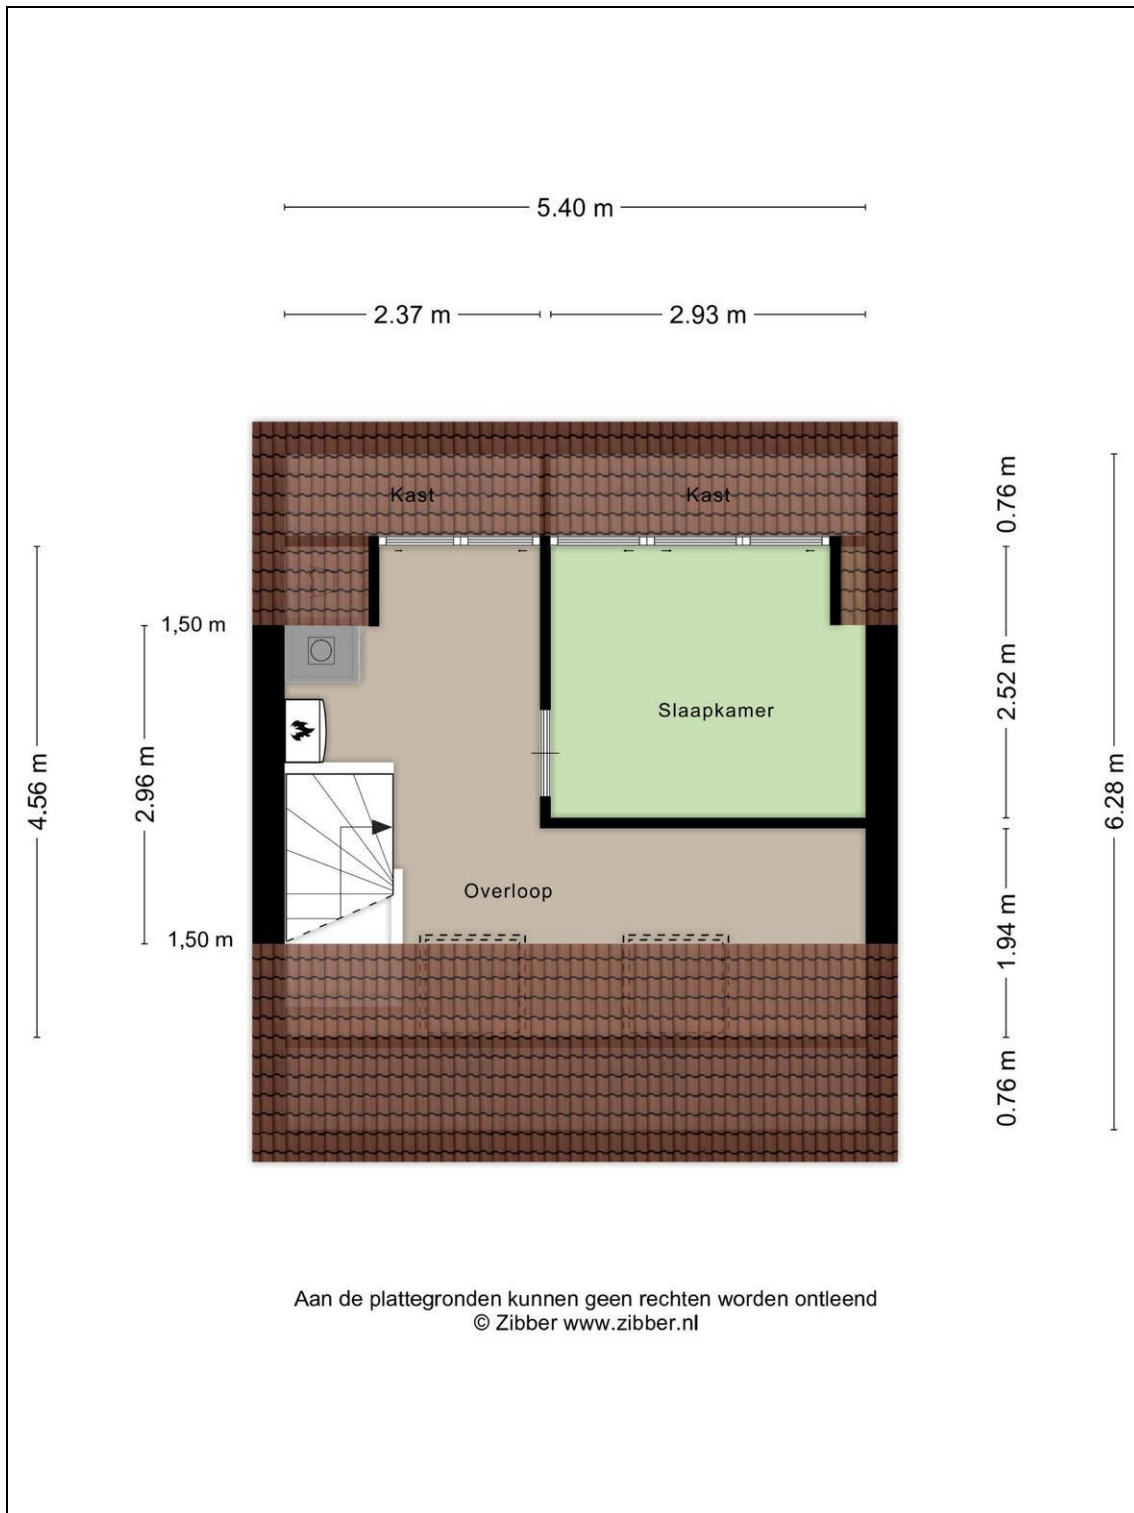 5.40 m
2.37 m
2.93 m
Kast
Kast
0.76 m
1,50 m
2.52 m
Slaapkamer
4.56 m
2.96 m
6.28 m
Overloop
1,50 m
1.94 m
0.76 m
Aan de plattegronden kunnen geen rechten worden ontleend
© Zibber www.zibber.nl